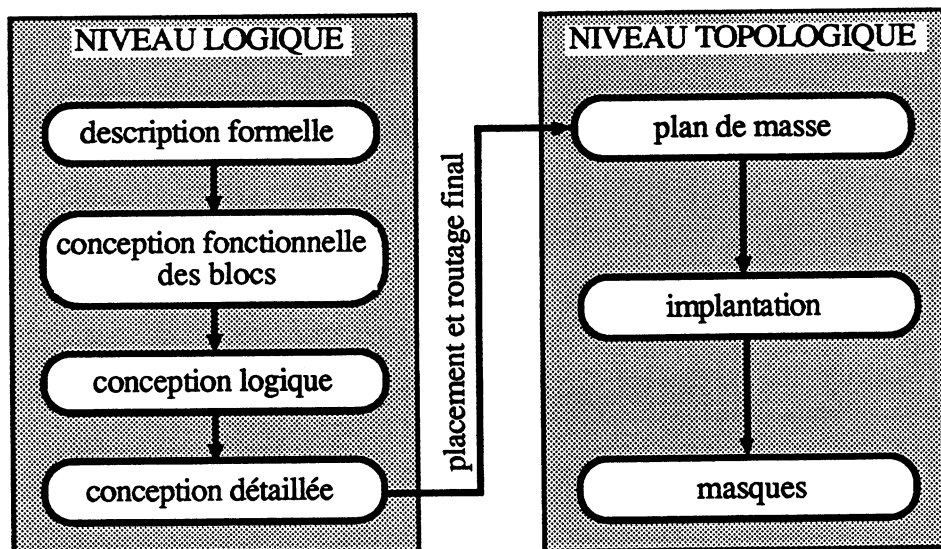 NIVEAU LOGIQUE
description formelle
conception fonctionnelle
des blocs
conception logique
conception détaillée
placement et routage final
NIVEAU TOPOLOGIQUE
plan de masse
implantation
masques